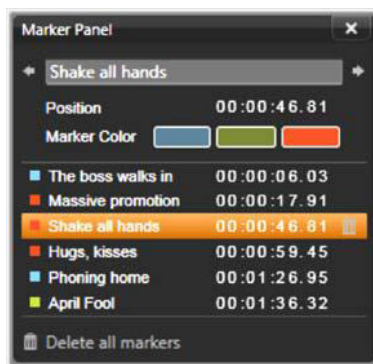 Marker Panel
Shake all hands
Position 00:00:46.81
Marker Color
The boss walks in 00:00:06.03
Massive promotion 00:00:17.91
Shake all hands 00:00:46.81
Hugs, kisses 00:00:59.45
Phoning home 00:01:26.95
April Fool 00:01:36.32
Delete all markers